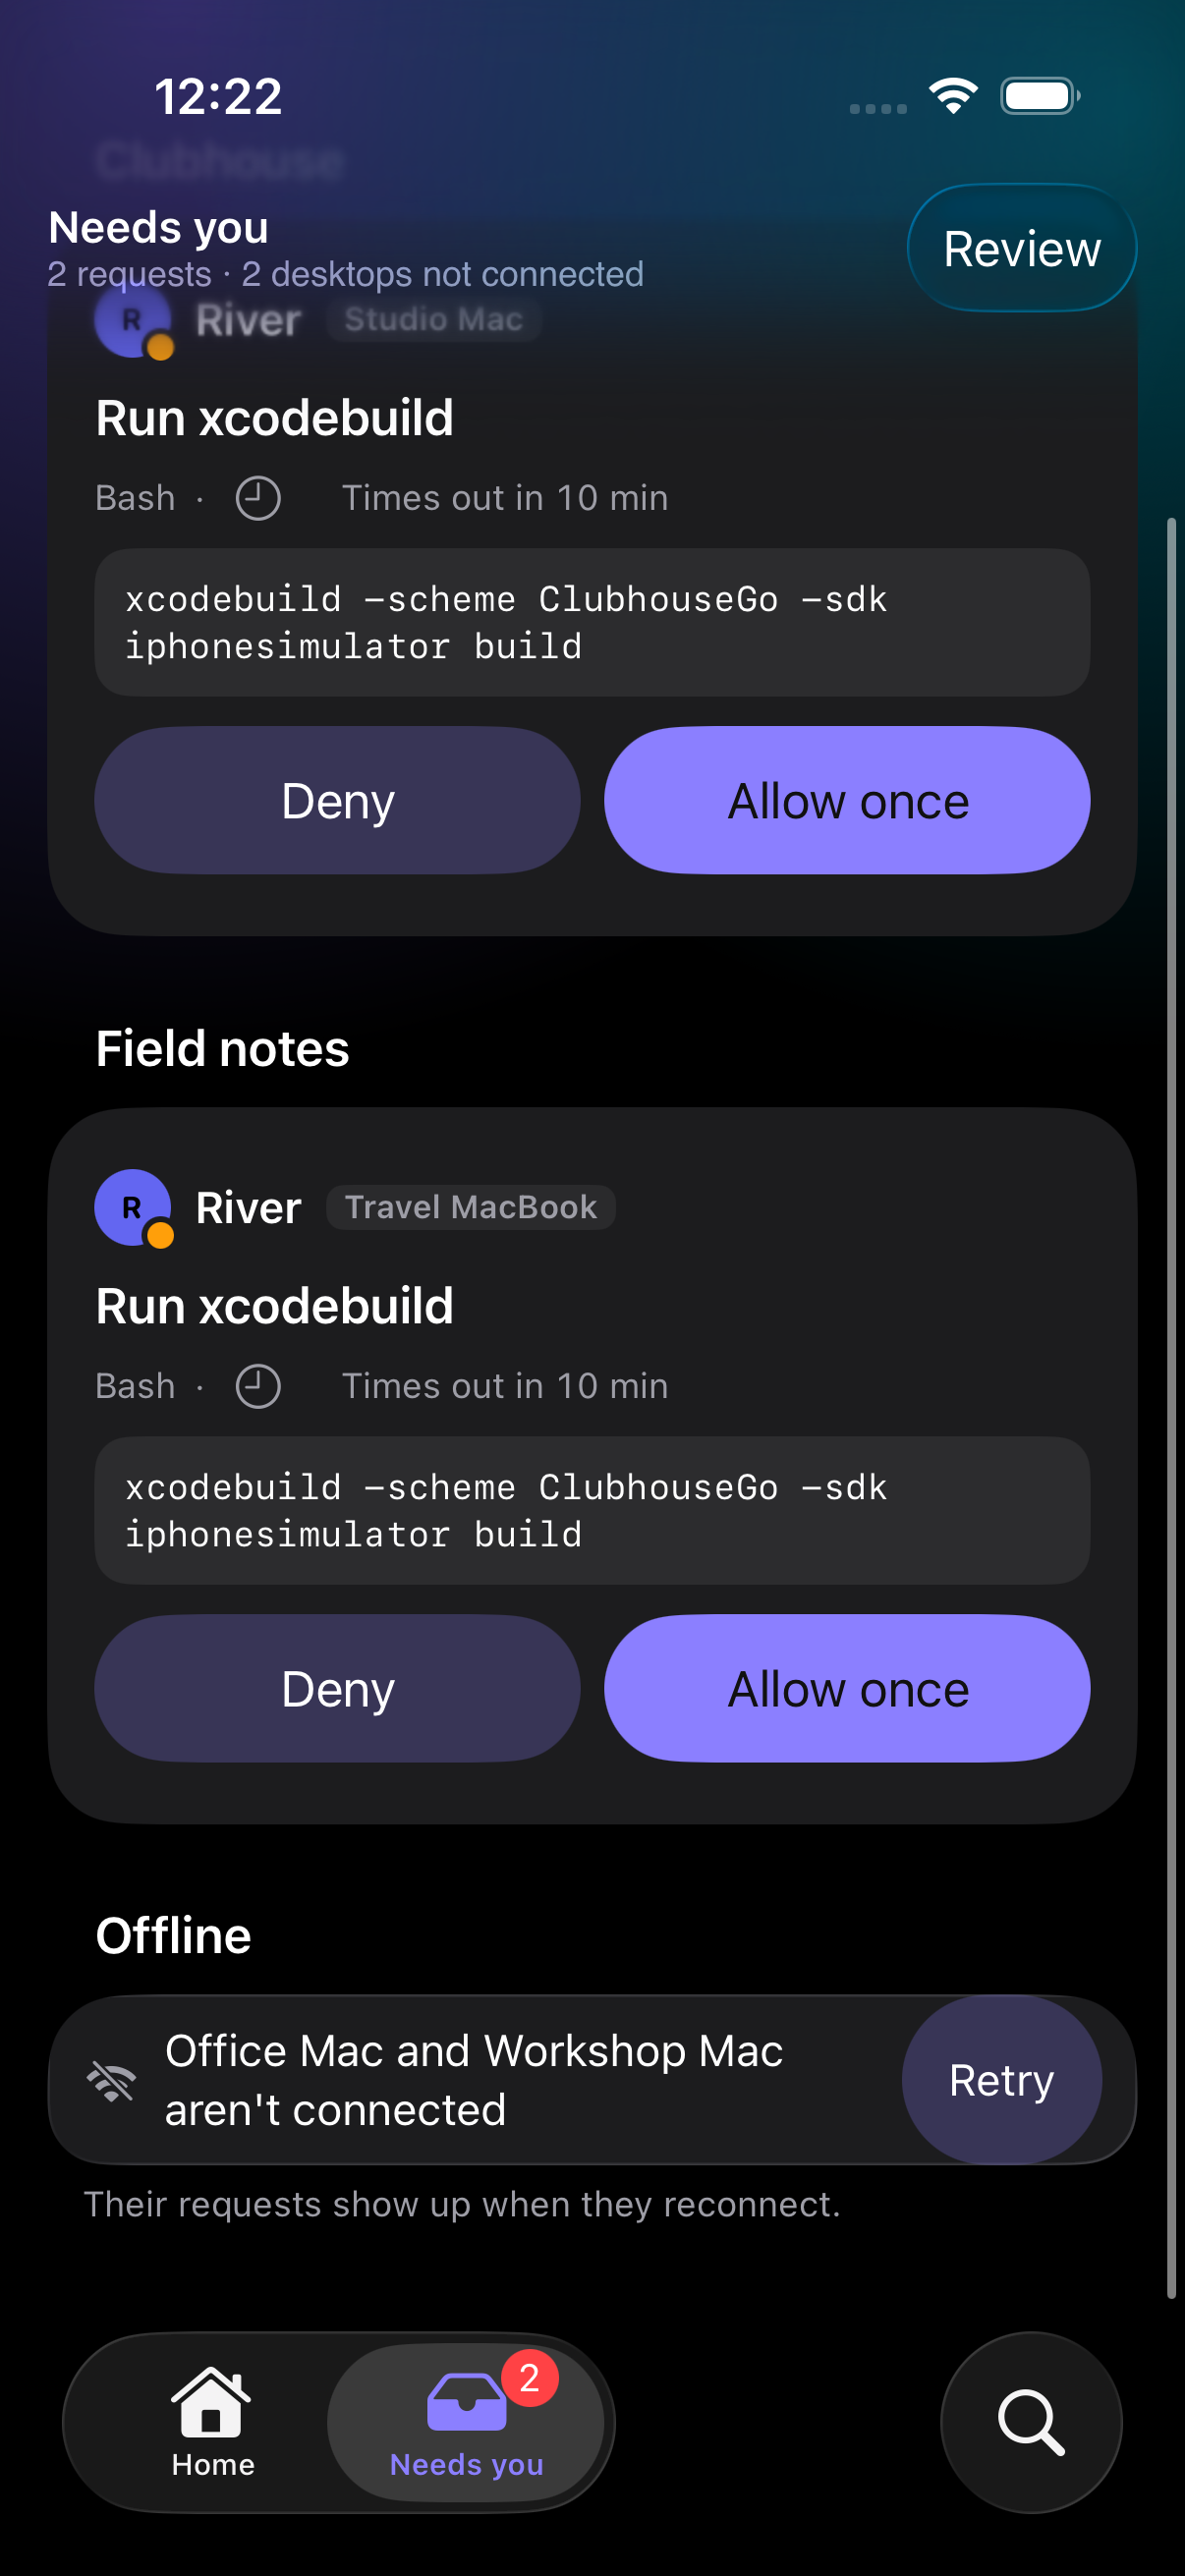 12:22
Clubhouse
Needs you
2 requests · 2 desktops not connected
Review
R
River
Studio Mac
Run xcodebuild
Bash ·
Times out in 10 min
xcodebuild -scheme ClubhouseGo -sdk
iphonesimulator build
Deny
Allow once
Field notes
R
River
Travel MacBook
Run xcodebuild
Bash ·
Times out in 10 min
xcodebuild -scheme ClubhouseGo -sdk
iphonesimulator build
Deny
Allow once
Offline
Office Mac and Workshop Mac
aren't connected
Retry
Their requests show up when they reconnect.
2
Home
Needs you